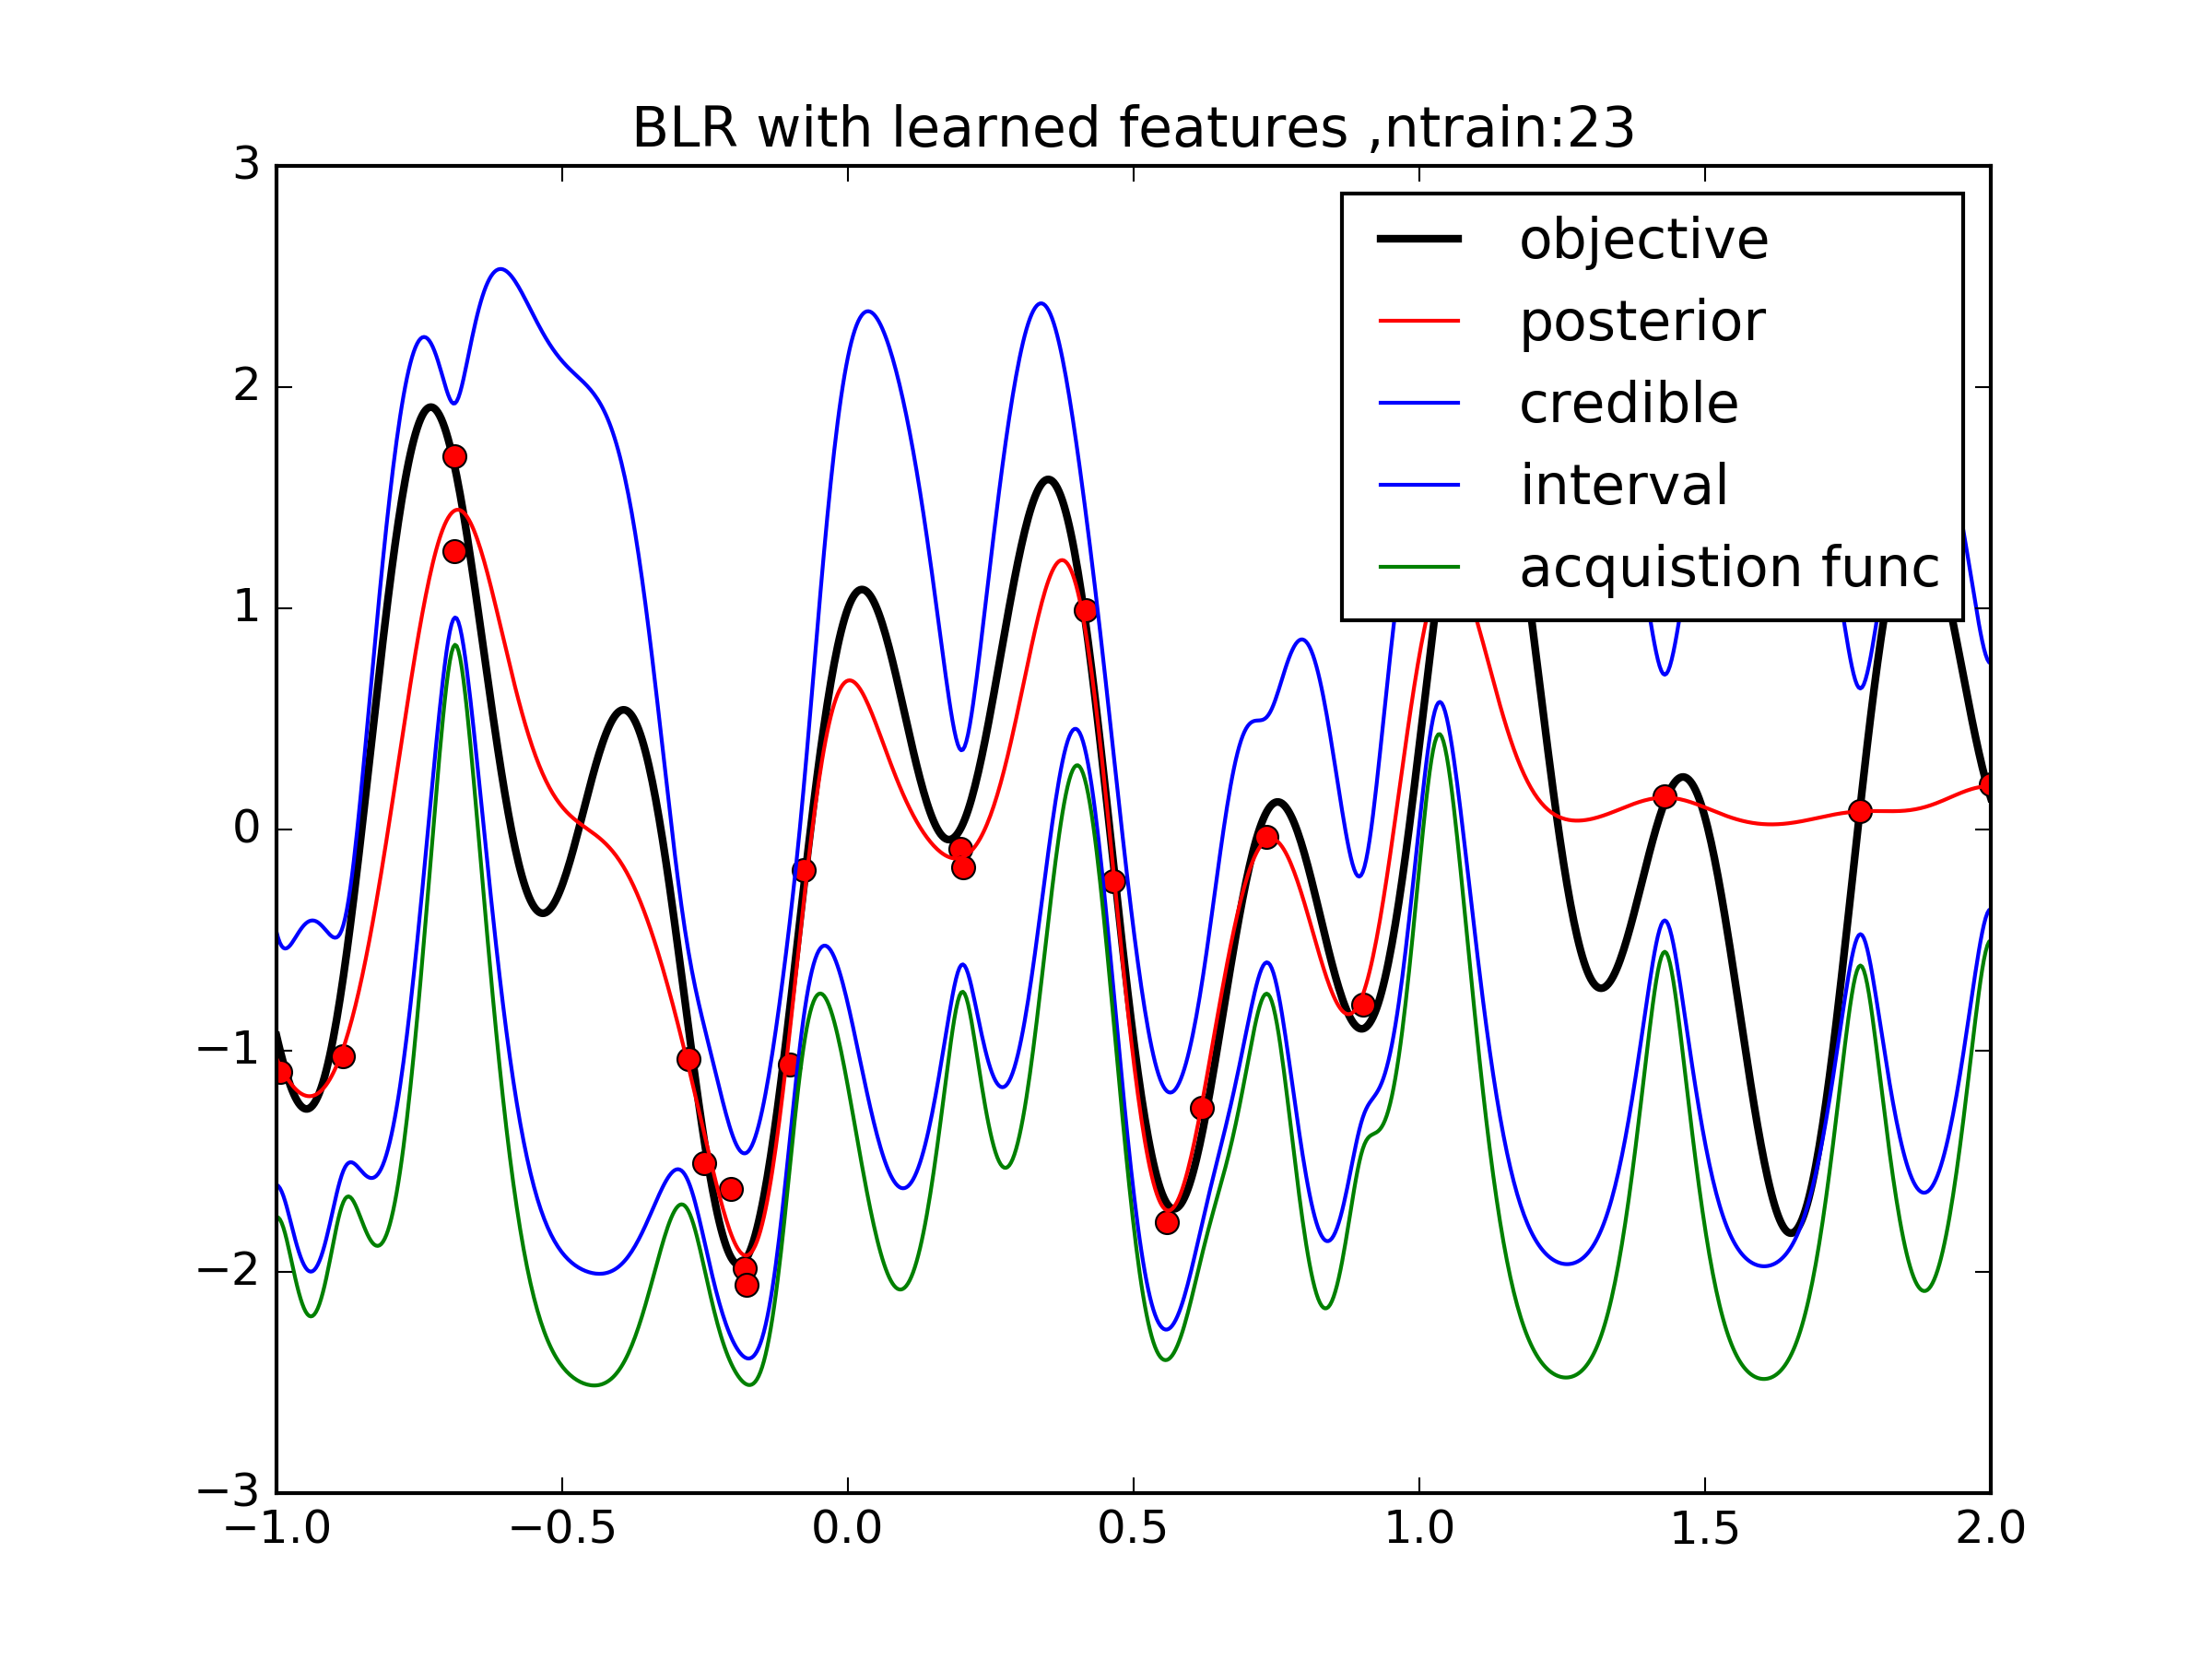 BLR with learned features ,ntrain:23
3
2
1
0
−1
−2
−3
objective
posterior
credible
interval
acquistion func
−1.0 −0.5 0.0 0.5 1.0 1.5 2.0